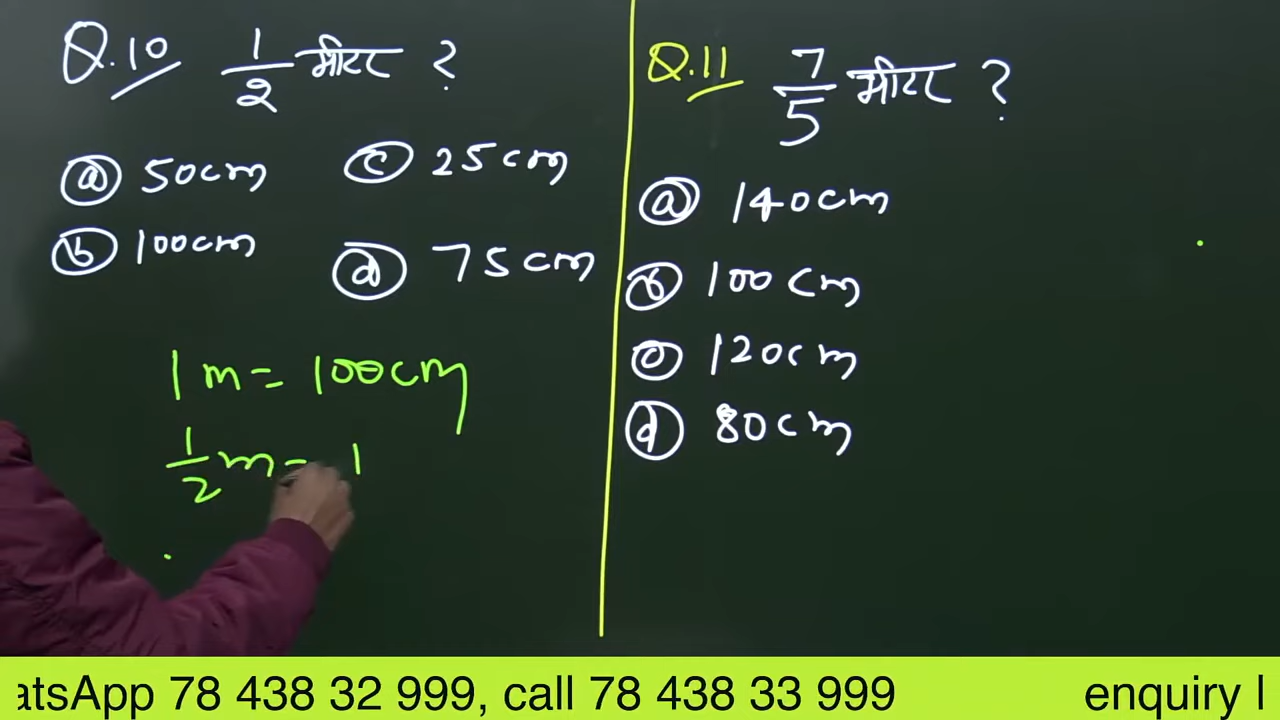 Q.10 1/2 मीटर ?
a 50cm c 25cm
b 100cm d 75cm
1m = 100cm
1/2 m = 1
Q.11 7/5 मीटर ?
a 140cm
b 100cm
c 120cm
d 80cm
atsApp 78 438 32 999, call 78 438 33 999 enquiry